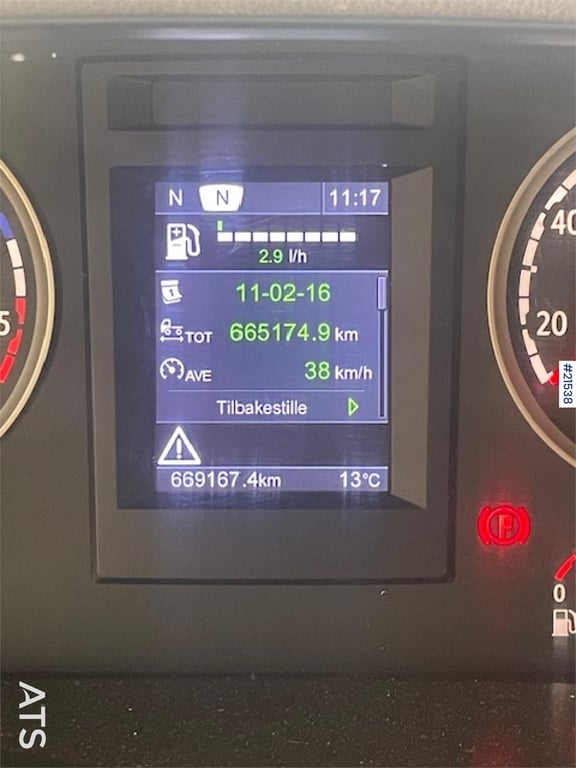 N N 11:17
2.9 l/h
1 11-02-16
TOT 665174.9 km
AVE 38 km/h
Tilbakestille
669167.4km 13°C
5
40
20
#21538
P
0
ATS